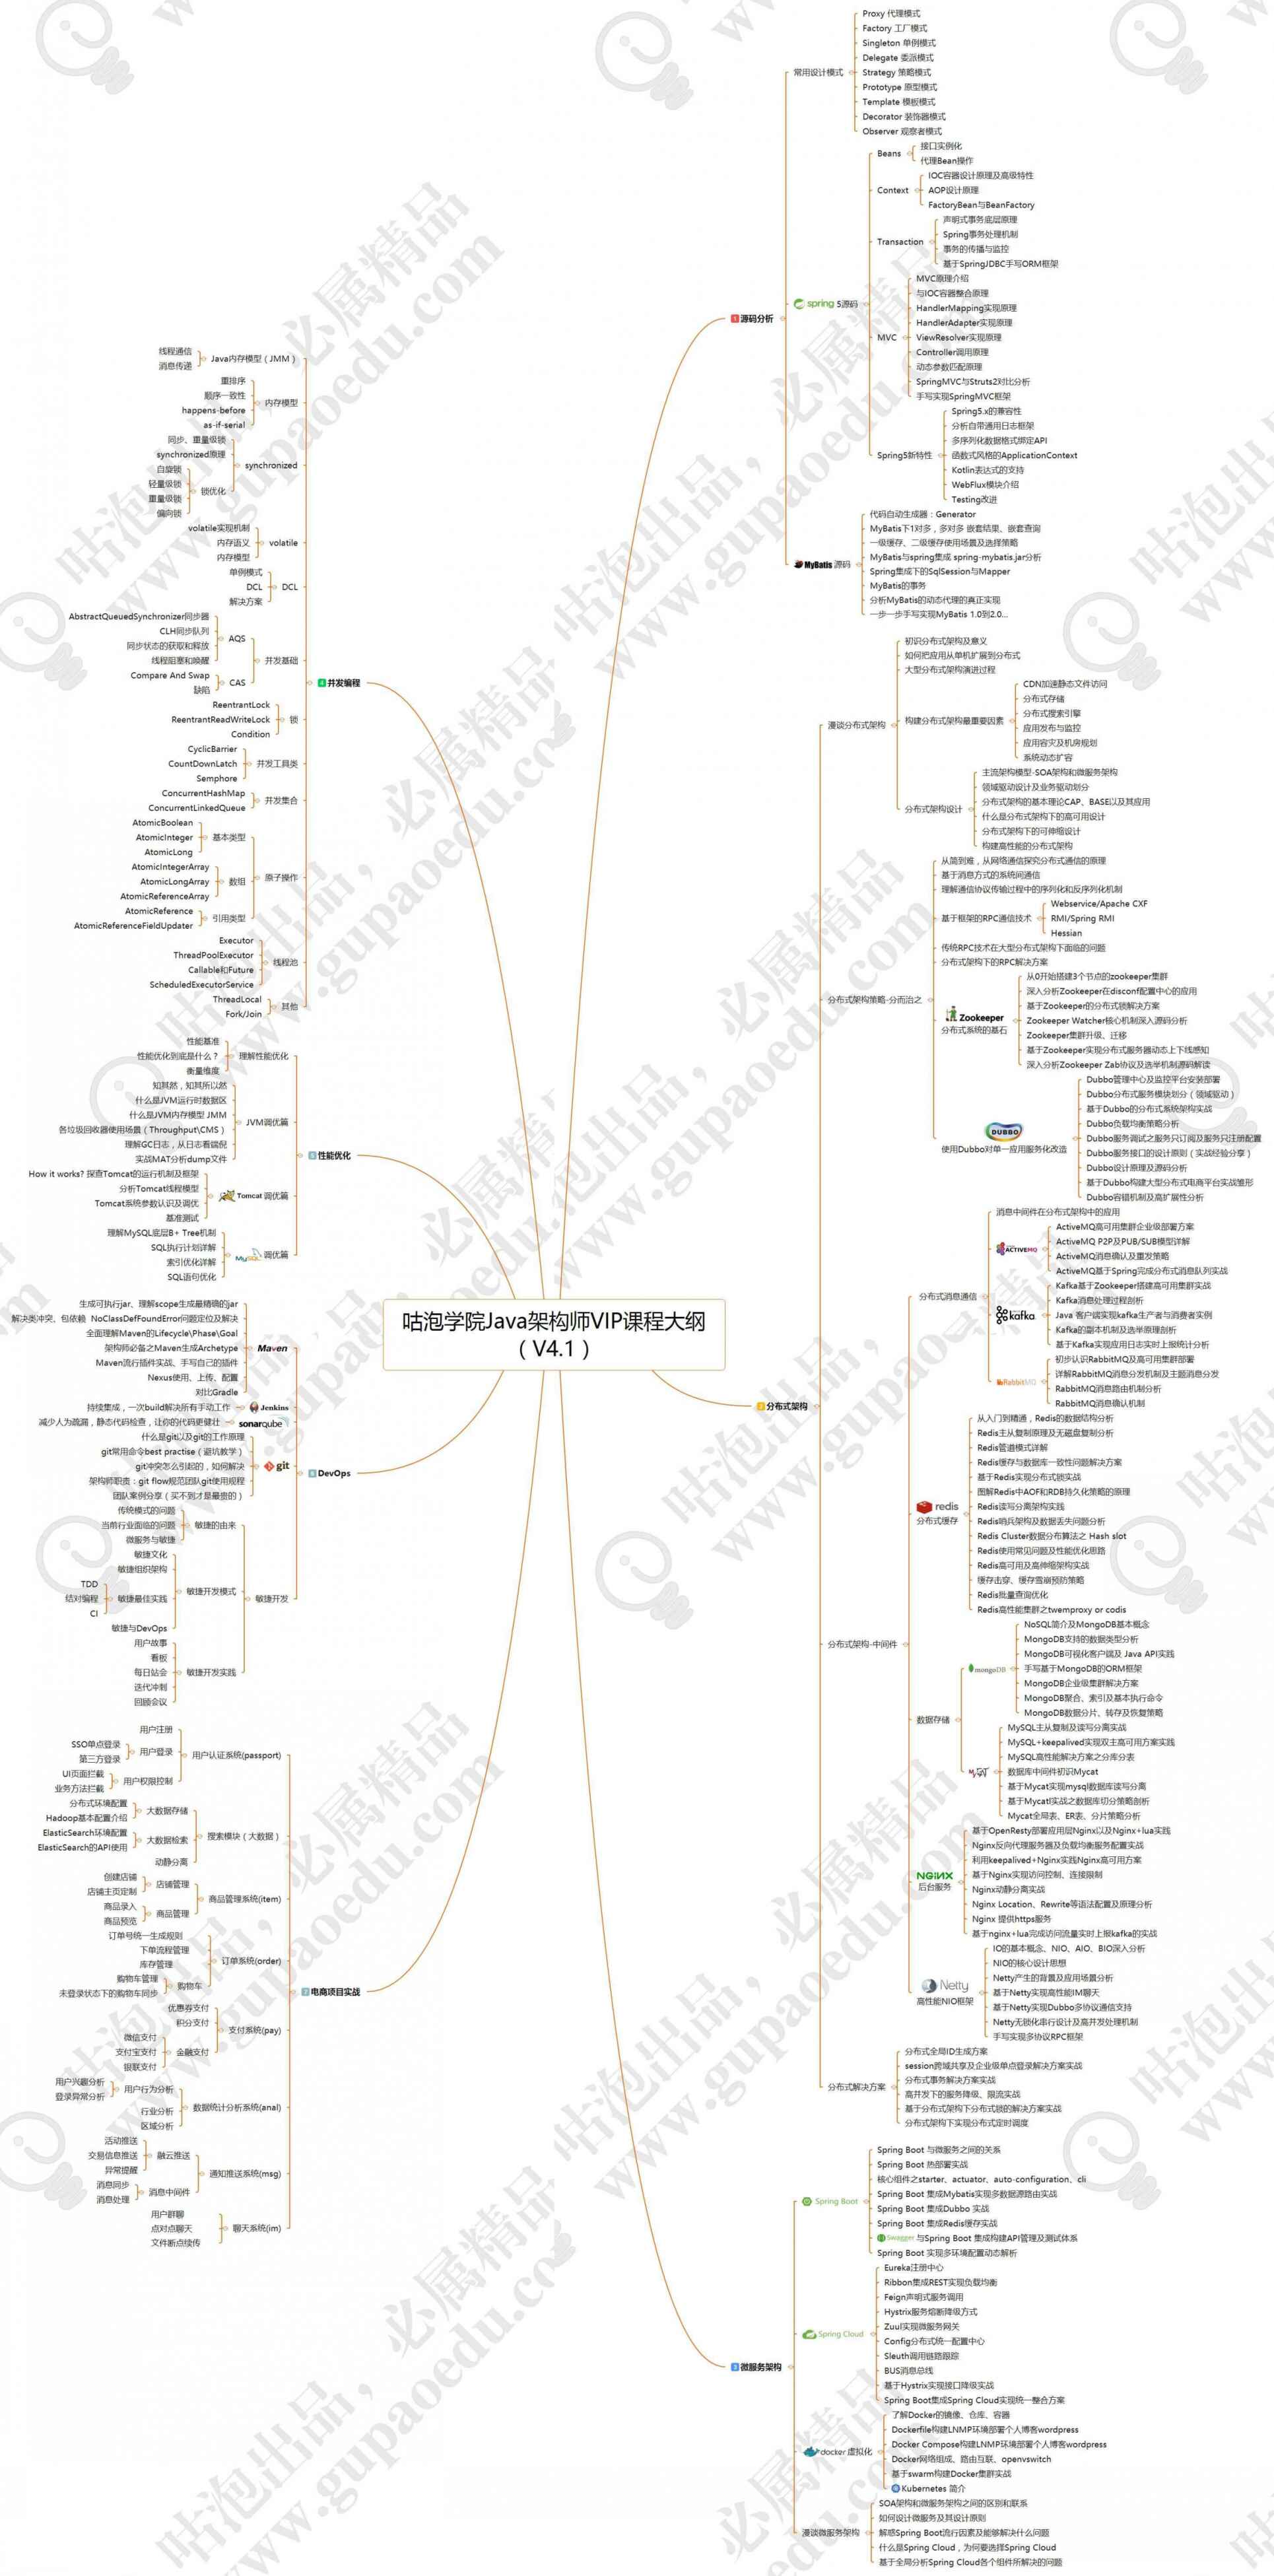 咕泡学院Java架构师VIP课程大纲
（V4.1）
1 源码分析
常用设计模式
Proxy 代理模式
Factory 工厂模式
Singleton 单例模式
Delegate 委派模式
Strategy 策略模式
Prototype 原型模式
Template 模板模式
Decorator 装饰器模式
Observer 观察者模式
spring 5源码
Beans
接口实例化
代理Bean操作
Context
IOC容器设计原理及高级特性
AOP设计原理
FactoryBean与BeanFactory
Transaction
声明式事务底层原理
Spring事务处理机制
事务的传播与监控
基于SpringJDBC手写ORM框架
MVC
MVC原理介绍
与IOC容器整合原理
HandlerMapping实现原理
HandlerAdapter实现原理
ViewResolver实现原理
Controller调用原理
动态参数匹配原理
SpringMVC与Struts2对比分析
手写实现SpringMVC框架
Spring5新特性
Spring5.x的兼容性
分析自带通用日志框架
多序列化数据格式绑定API
函数式风格的ApplicationContext
Kotlin表达式的支持
WebFlux模块介绍
Testing改进
MyBatis 源码
代码自动生成器：Generator
MyBatis下1对多，多对多 嵌套结果、嵌套查询
一级缓存、二级缓存使用场景及选择策略
MyBatis与spring集成 spring-mybatis.jar分析
Spring集成下的SqlSession与Mapper
MyBatis的事务
分析MyBatis的动态代理的真正实现
一步一步手写实现MyBatis 1.0到2.0...
2 分布式架构
漫谈分布式架构
初识分布式架构及意义
如何把应用从单机扩展到分布式
大型分布式架构演进过程
构建分布式架构最重要因素
CDN加速静态文件访问
分布式存储
分布式搜索引擎
应用发布与监控
应用容灾及机房规划
系统动态扩容
分布式架构设计
主流架构模型-SOA架构和微服务架构
领域驱动设计及业务驱动划分
分布式架构的基本理论CAP、BASE以及其应用
什么是分布式架构下的高可用设计
分布式架构下的可伸缩设计
构建高性能的分布式架构
分布式架构策略-分而治之
从简到难，从网络通信探究分布式通信的原理
基于消息方式的系统间通信
理解通信协议传输过程中的序列化和反序列化机制
基于框架的RPC通信技术
Webservice/Apache CXF
RMI/Spring RMI
Hessian
传统RPC技术在大型分布式架构下面临的问题
分布式架构下的RPC解决方案
Zookeeper
分布式系统的基石
从0开始搭建3个节点的zookeeper集群
深入分析Zookeeper在disconf配置中心的应用
基于Zookeeper的分布式锁解决方案
Zookeeper Watcher核心机制深入源码分析
Zookeeper集群升级、迁移
基于Zookeeper实现分布式服务器动态上下线感知
深入分析Zookeeper Zab协议及选举机制源码解读
DUBBO
使用Dubbo对单一应用服务化改造
Dubbo管理中心及监控平台安装部署
Dubbo分布式服务模块划分（领域驱动）
基于Dubbo的分布式系统架构实战
Dubbo负载均衡策略分析
Dubbo服务调试之服务只订阅及服务只注册配置
Dubbo服务接口的设计原则（实战经验分享）
Dubbo设计原理及源码分析
基于Dubbo构建大型分布式电商平台实战雏形
Dubbo容错机制及高扩展性分析
分布式架构-中间件
分布式消息通信
消息中间件在分布式架构中的应用
ACTIVEMQ
ActiveMQ高可用集群企业级部署方案
ActiveMQ P2P及PUB/SUB模型详解
ActiveMQ消息确认及重发策略
ActiveMQ基于Spring完成分布式消息队列实战
kafka
Kafka基于Zookeeper搭建高可用集群实战
Kafka消息处理过程剖析
Java 客户端实现kafka生产者与消费者实例
Kafka的副本机制及选举原理剖析
基于Kafka实现应用日志实时上报统计分析
RabbitMQ
初步认识RabbitMQ及高可用集群部署
详解RabbitMQ消息分发机制及主题消息分发
RabbitMQ消息路由机制分析
RabbitMQ消息确认机制
redis
分布式缓存
从入门到精通，Redis的数据结构分析
Redis主从复制原理及无磁盘复制分析
Redis管道模式详解
Redis缓存与数据库一致性问题解决方案
基于Redis实现分布式锁实战
图解Redis中AOF和RDB持久化策略的原理
Redis读写分离架构实践
Redis哨兵架构及数据丢失问题分析
Redis Cluster数据分布算法之 Hash slot
Redis使用常见问题及性能优化思路
Redis高可用及高伸缩架构实战
缓存击穿、缓存雪崩预防策略
Redis批量查询优化
Redis高性能集群之twemproxy or codis
数据存储
mongoDB
NoSQL简介及MongoDB基本概念
MongoDB支持的数据类型分析
MongoDB可视化客户端及 Java API实践
手写基于MongoDB的ORM框架
MongoDB企业级集群解决方案
MongoDB聚合、索引及基本执行命令
MongoDB数据分片、转存及恢复策略
MySQL主从复制及读写分离实战
MySQL+keepalived实现双主高可用方案实践
MySQL高性能解决方案之分库分表
数据库中间件初识Mycat
基于Mycat实现mysql数据库读写分离
基于Mycatl实战之数据库切分策略剖析
Mycat全局表、ER表、分片策略分析
NGINX
后台服务
基于OpenResty部署应用层Nginx以及Nginx+lua实践
Nginx反向代理服务器及负载均衡服务配置实战
利用keepalived+Nginx实践Nginx高可用方案
基于Nginx实现访问控制、连接限制
Nginx动静分离实战
Nginx Location、Rewrite等语法配置及原理分析
Nginx 提供https服务
基于nginx+lua完成访问流量实时上报kafka的实战
Netty
高性能NIO框架
IO的基本概念、NIO、AIO、BIO深入分析
NIO的核心设计思想
Netty产生的背景及应用场景分析
基于Netty实现高性能IM聊天
基于Netty实现Dubbo多协议通信支持
Netty无锁化串行设计及高并发处理机制
手写实现多协议RPC框架
分布式解决方案
分布式全局ID生成方案
session跨域共享及企业级单点登录解决方案实战
分布式事务解决方案实战
高并发下的服务降级、限流实战
基于分布式架构下分布式锁的解决方案实战
分布式架构下实现分布式定时调度
3 微服务架构
Spring Boot
Spring Boot 与微服务之间的关系
Spring Boot 热部署实战
核心组件之starter、actuator、auto-configuration、cli
Spring Boot 集成Mybatis实现多数据源路由实战
Spring Boot 集成Dubbo 实战
Spring Boot 集成Redis缓存实战
Swagger 与Spring Boot 集成构建API管理及测试体系
Spring Boot 实现多环境配置动态解析
Spring Cloud
Eureka注册中心
Ribbon集成REST实现负载均衡
Feign声明式服务调用
Hystrix服务熔断降级方式
Zuul实现微服务网关
Config分布式统一配置中心
Sleuth调用链路跟踪
BUS消息总线
基于Hystrix实现接口降级实战
Spring Boot集成Spring Cloud实现统一整合方案
docker 虚拟化
了解Docker的镜像、仓库、容器
Dockerfile构建LNMP环境部署个人博客wordpress
Docker Compose构建LNMP环境部署个人博客wordpress
Docker网络组成、路由互联、openvswitch
基于swarm构建Docker集群实战
Kubernetes 简介
漫谈微服务架构
SOA架构和微服务架构之间的区别和联系
如何设计微服务及其设计原则
解惑Spring Boot流行因素及能够解决什么问题
什么是Spring Cloud，为何要选择Spring Cloud
基于全局分析Spring Cloud各个组件所解决的问题
4 并发编程
Java内存模型（JMM）
线程通信
消息传递
内存模型
重排序
顺序一致性
happens-before
as-if-serial
synchronized
同步、重量级锁
synchronized原理
锁优化
自旋锁
轻量级锁
重量级锁
偏向锁
volatile
volatile实现机制
内存语义
内存模型
DCL
单例模式
DCL
解决方案
并发基础
AQS
AbstractQueuedSynchronizer同步器
CLH同步队列
同步状态的获取和释放
线程阻塞和唤醒
CAS
Compare And Swap
缺陷
锁
ReentrantLock
ReentrantReadWriteLock
Condition
并发工具类
CyclicBarrier
CountDownLatch
Semphore
并发集合
ConcurrentHashMap
ConcurrentLinkedQueue
原子操作
基本类型
AtomicBoolean
AtomicInteger
AtomicLong
数组
AtomicIntegerArray
AtomicLongArray
AtomicReferenceArray
引用类型
AtomicReference
AtomicReferenceFieldUpdater
线程池
Executor
ThreadPoolExecutor
Callable和Future
ScheduledExecutorService
其他
ThreadLocal
Fork/Join
5 性能优化
理解性能优化
性能基准
性能优化到底是什么？
衡量维度
JVM调优篇
知其然，知其所以然
什么是JVM运行时数据区
什么是JVM内存模型 JMM
各垃圾回收器使用场景（Throughput\CMS）
理解GC日志，从日志看端倪
实战MAT分析dump文件
Tomcat 调优篇
How it works? 探查Tomcat的运行机制及框架
分析Tomcat线程模型
Tomcat系统参数认识及调优
基准测试
MySQL 调优篇
理解MySQL底层B+ Tree机制
SQL执行计划详解
索引优化详解
SQL语句优化
6 DevOps
Maven
生成可执行jar、理解scope生成最精确的jar
解决类冲突、包依赖 NoClassDefFoundError问题定位及解决
全面理解Maven的Lifecycle\Phase\Goal
架构师必备之Maven生成Archetype
Maven流行插件实战、手写自己的插件
Nexus使用、上传、配置
对比Gradle
Jenkins
持续集成，一次build解决所有手动工作
sonarqube
减少人为疏漏，静态代码检查，让你的代码更健壮
git
什么是git以及git的工作原理
git常用命令best practise（避坑教学）
git冲突怎么引起的，如何解决
架构师职责：git flow规范团队git使用规程
团队案例分享（买不到才是最贵的）
敏捷开发
敏捷的由来
传统模式的问题
当前行业面临的问题
微服务与敏捷
敏捷开发模式
敏捷文化
敏捷组织架构
敏捷最佳实践
TDD
结对编程
CI
敏捷与DevOps
敏捷开发实践
用户故事
看板
每日站会
迭代冲刺
回顾会议
7 电商项目实战
用户认证系统(passport)
用户注册
用户登录
SSO单点登录
第三方登录
用户权限控制
UI页面拦截
业务方法拦截
搜索模块（大数据）
大数据存储
分布式环境配置
Hadoop基本配置介绍
大数据检索
ElasticSearch环境配置
ElasticSearch的API使用
动静分离
商品管理系统(item)
店铺管理
创建店铺
店铺主页定制
商品管理
商品录入
商品预览
订单系统(order)
订单号统一生成规则
下单流程管理
库存管理
购物车
购物车管理
未登录状态下的购物车同步
支付系统(pay)
优惠券支付
积分支付
金融支付
微信支付
支付宝支付
银联支付
数据统计分析系统(anal)
用户行为分析
用户兴趣分析
登录异常分析
行业分析
区域分析
通知推送系统(msg)
融云推送
活动推送
交易信息推送
异常提醒
消息中间件
消息同步
消息处理
聊天系统(im)
用户群聊
点对点聊天
文件断点续传
咕泡出品，必属精品
www.gupaoedu.com